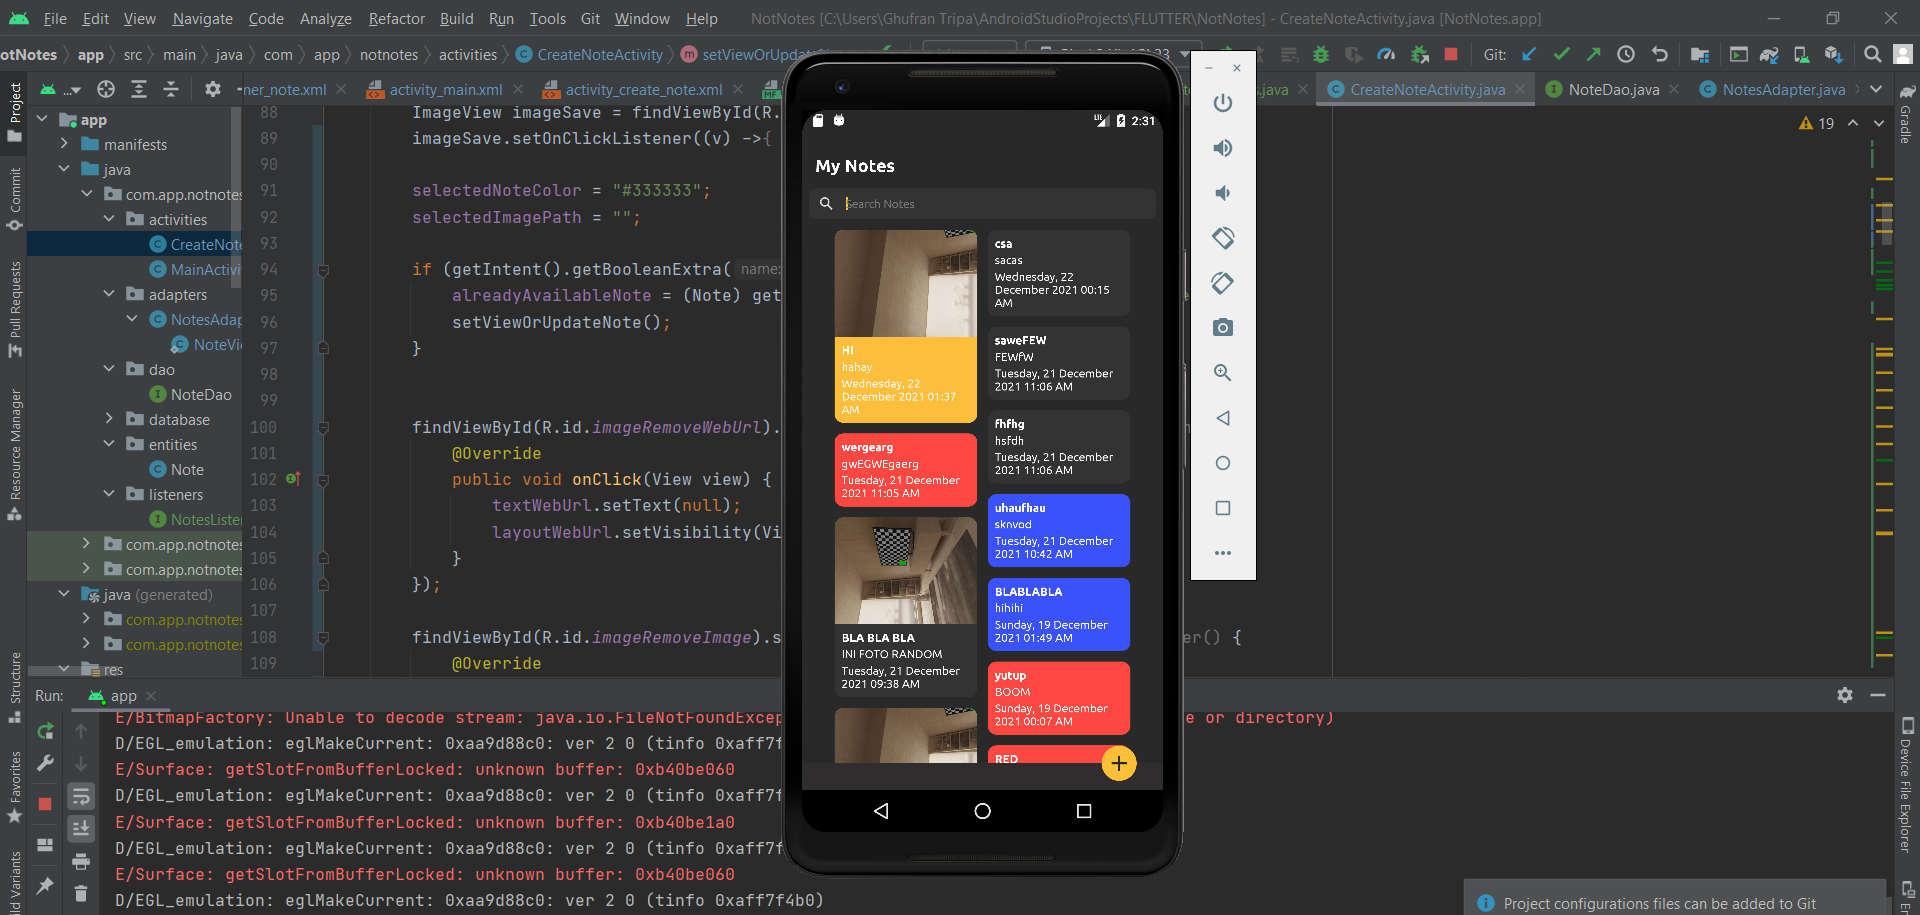 File Edit View Navigate Code Analyze Refactor Build Run Tools Git Window Help NotNotes [C:\Users\Ghufran Tripa\AndroidStudioProjects\FLUTTER\NotNotes] - CreateNoteActivity.java [NotNotes.app]
otNotes app src main java com app notnotes activities CreateNoteActivity setViewOrUpdat
Git:
ner_note.xml activity_main.xml activity_create_note.xml s.java CreateNoteActivity.java NoteDao.java NotesAdapter.java
Project
Commit
Pull Requests
Resource Manager
Structure
Favorites
ild Variants
app
manifests
java
com.app.notnotes
activities
CreateNote
MainActivi
adapters
NotesAdap
NoteVie
dao
NoteDao
database
entities
Note
listeners
NotesListe
com.app.notnotes
com.app.notnotes
java (generated)
com.app.notnotes
com.app.notnotes
res
88 ImageView imageSave = findViewById(R.
89 imageSave.setOnClickListener((v) ->{
90
91 selectedNoteColor = "#333333";
92 selectedImagePath = "";
93
94 if (getIntent().getBooleanExtra( name:
95 alreadyAvailableNote = (Note) get
96 setViewOrUpdateNote();
97 }
98
99
100 findViewById(R.id.imageRemoveWebUrl).
101 @Override
102 public void onClick(View view) {
103 textWebUrl.setText(null);
104 layoutWebUrl.setVisibility(Vi
105 }
106 });
107
108 findViewById(R.id.imageRemoveImage).s er() {
109 @Override
19
Gradle
Device File Explorer
LTE 2:31
My Notes
Search Notes
HI
hahay
Wednesday, 22
December 2021 01:37
AM
wergearg
gwEGWEgaerg
Tuesday, 21 December
2021 11:05 AM
BLA BLA BLA
INI FOTO RANDOM
Tuesday, 21 December
2021 09:38 AM
csa
sacas
Wednesday, 22
December 2021 00:15
AM
saweFEW
FEWfW
Tuesday, 21 December
2021 11:06 AM
fhfhg
hsfdh
Tuesday, 21 December
2021 11:06 AM
uhaufhau
sknvod
Tuesday, 21 December
2021 10:42 AM
BLABLABLA
hihihi
Sunday, 19 December
2021 01:49 AM
yutup
BOOM
Sunday, 19 December
2021 00:07 AM
RED
Run: app
E/BitmapFactory: Unable to decode stream: java.io.FileNotFoundExcep e or directory)
D/EGL_emulation: eglMakeCurrent: 0xaa9d88c0: ver 2 0 (tinfo 0xaff7f
E/Surface: getSlotFromBufferLocked: unknown buffer: 0xb40be060
D/EGL_emulation: eglMakeCurrent: 0xaa9d88c0: ver 2 0 (tinfo 0xaff7f
E/Surface: getSlotFromBufferLocked: unknown buffer: 0xb40be1a0
D/EGL_emulation: eglMakeCurrent: 0xaa9d88c0: ver 2 0 (tinfo 0xaff7f
E/Surface: getSlotFromBufferLocked: unknown buffer: 0xb40be060
D/EGL_emulation: eglMakeCurrent: 0xaa9d88c0: ver 2 0 (tinfo 0xaff7f4b0)
Project configurations files can be added to Git